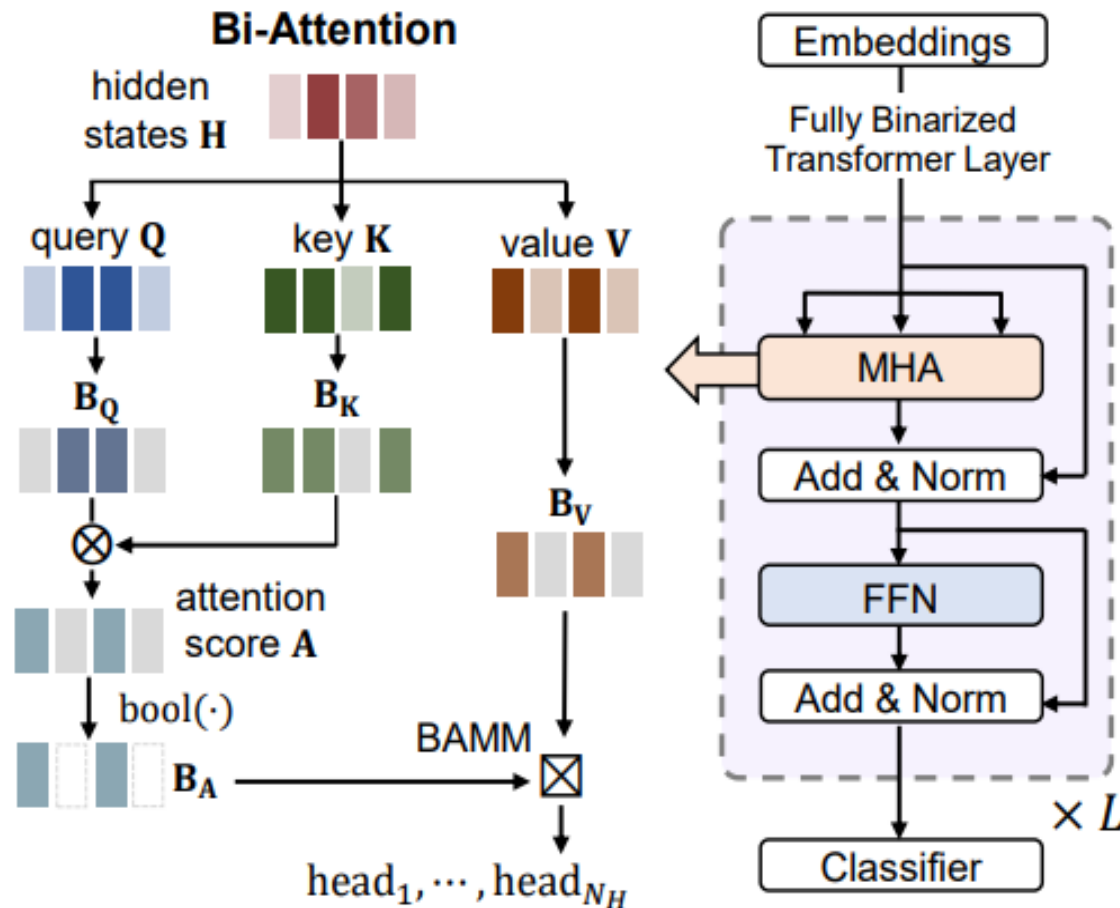 Bi-Attention
hidden
states H
query Q
key K
value V
B_Q
B_K
B_V
attention
score A
bool(·)
B_A
BAMM
head_1, ⋯, head_{N_H}
Embeddings
Fully Binarized
Transformer Layer
MHA
Add & Norm
FFN
Add & Norm
× L
Classifier